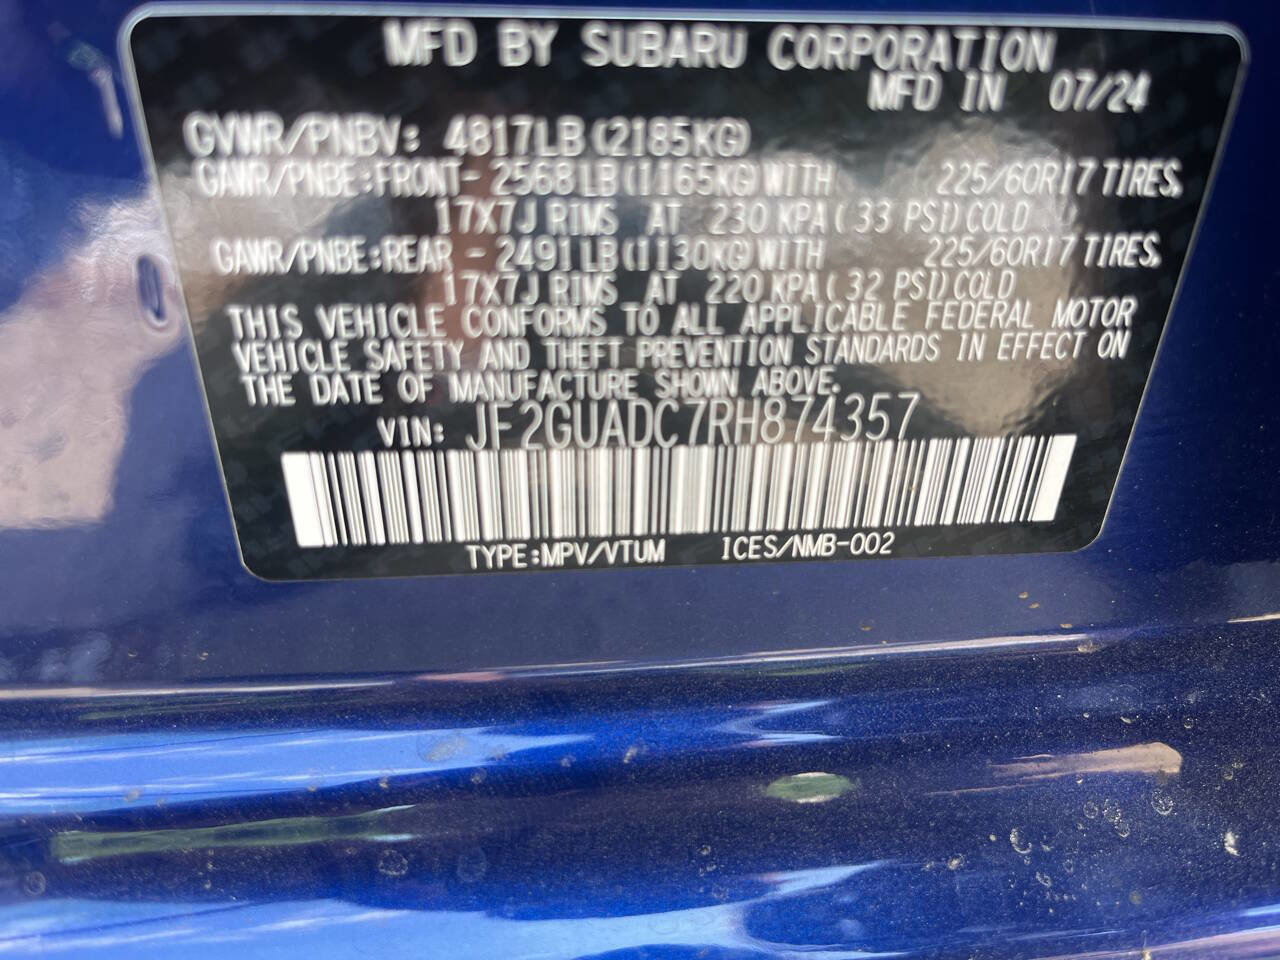 MFD BY SUBARU CORPORATION
MFD IN 07/24
GVWR/PNBV: 4817LB(2185KG)
GAWR/PNBE:FRONT- 2568LB(1165KG)WITH 225/60R17 TIRES,
17X7J RIMS AT 230 KPA( 33 PSI)COLD
GAWR/PNBE:REAR - 2491LB(1130KG)WITH 225/60R17 TIRES,
17X7J RIMS AT 220 KPA( 32 PSI)COLD
THIS VEHICLE CONFORMS TO ALL APPLICABLE FEDERAL MOTOR
VEHICLE SAFETY AND THEFT PREVENTION STANDARDS IN EFFECT ON
THE DATE OF MANUFACTURE SHOWN ABOVE.
VIN: JF2GUADC7RH874357
TYPE:MPV/VTUM ICES/NMB-002